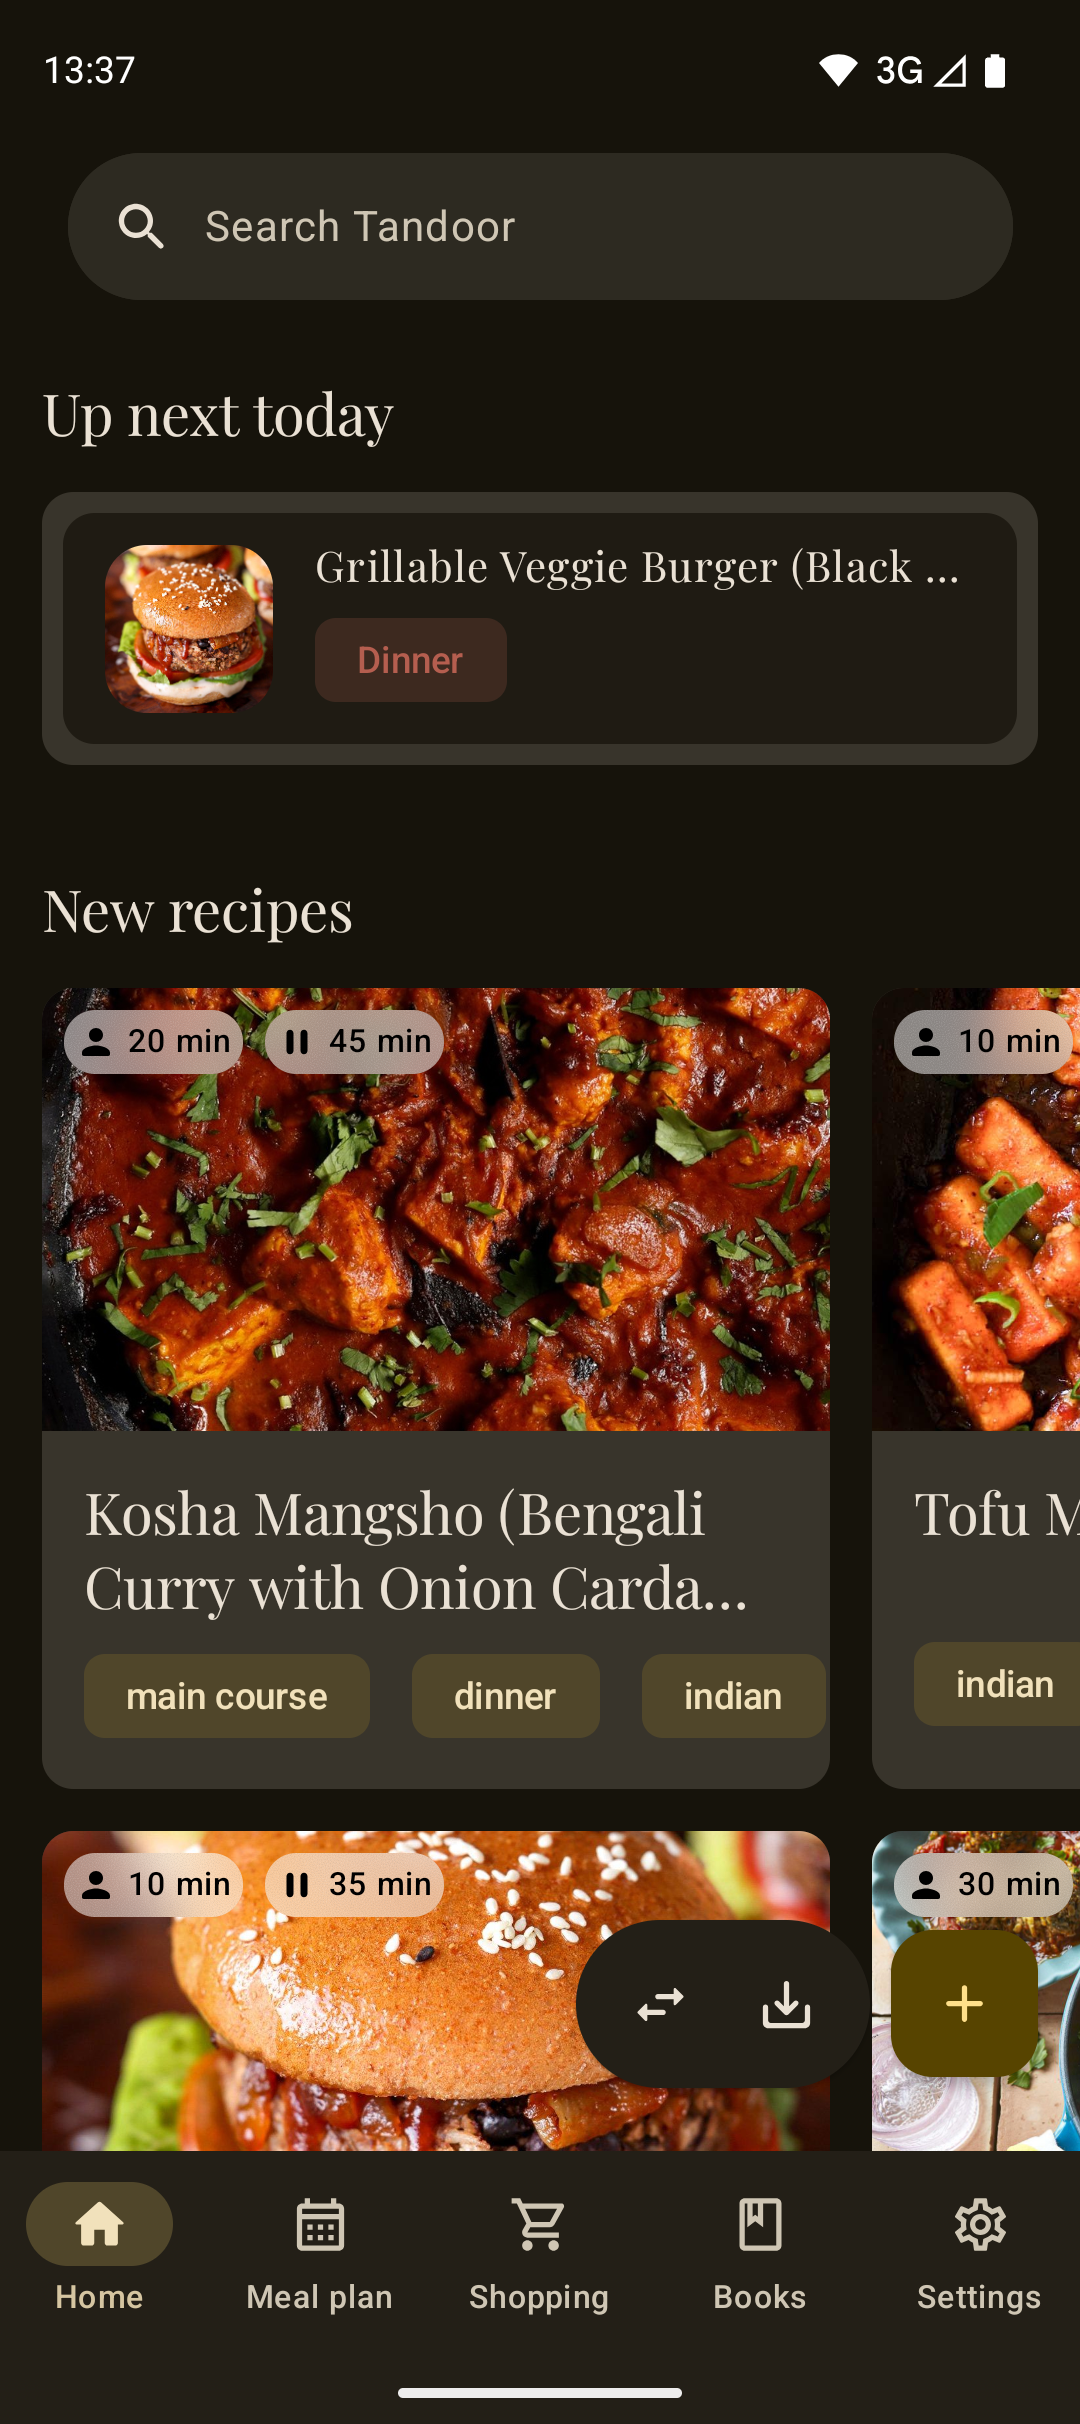 13:37
3G
Search Tandoor
Up next today
Grillable Veggie Burger (Black ...
Dinner
New recipes
20 min
45 min
10 min
Kosha Mangsho (Bengali
Curry with Onion Carda...
Tofu M
main course
dinner
indian
indian
10 min
35 min
30 min
Home
Meal plan
Shopping
Books
Settings